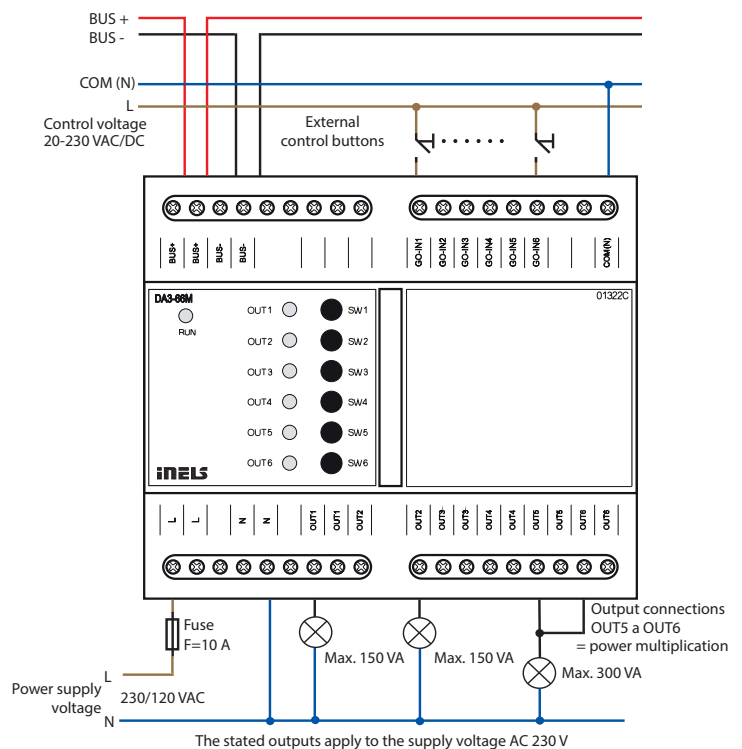 BUS +
BUS -
COM (N)
L
Control voltage
20-230 VAC/DC
External
control buttons
BUS+
BUS+
BUS-
BUS-
GO-IN1
GO-IN2
GO-IN3
GO-IN4
GO-IN5
GO-IN6
COM(N)
DA3-66M
RUN
01322C
OUT1
SW1
OUT2
SW2
OUT3
SW3
OUT4
SW4
OUT5
SW5
OUT6
SW6
inels
L
L
N
N
OUT1
OUT1
OUT2
OUT2
OUT3
OUT3
OUT4
OUT4
OUT5
OUT5
OUT6
OUT6
Fuse
F=10 A
Max. 150 VA
Max. 150 VA
Output connections
OUT5 a OUT6
= power multiplication
Max. 300 VA
L
Power supply
voltage
230/120 VAC
N
The stated outputs apply to the supply voltage AC 230 V